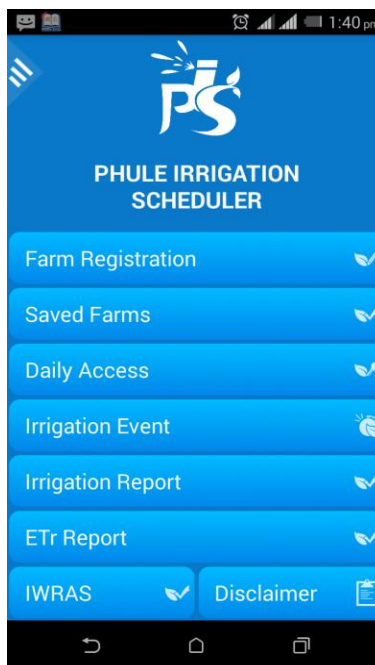 1:40 pm
PIS
PHULE IRRIGATION
SCHEDULER
Farm Registration
Saved Farms
Daily Access
Irrigation Event
Irrigation Report
ETr Report
IWRAS
Disclaimer